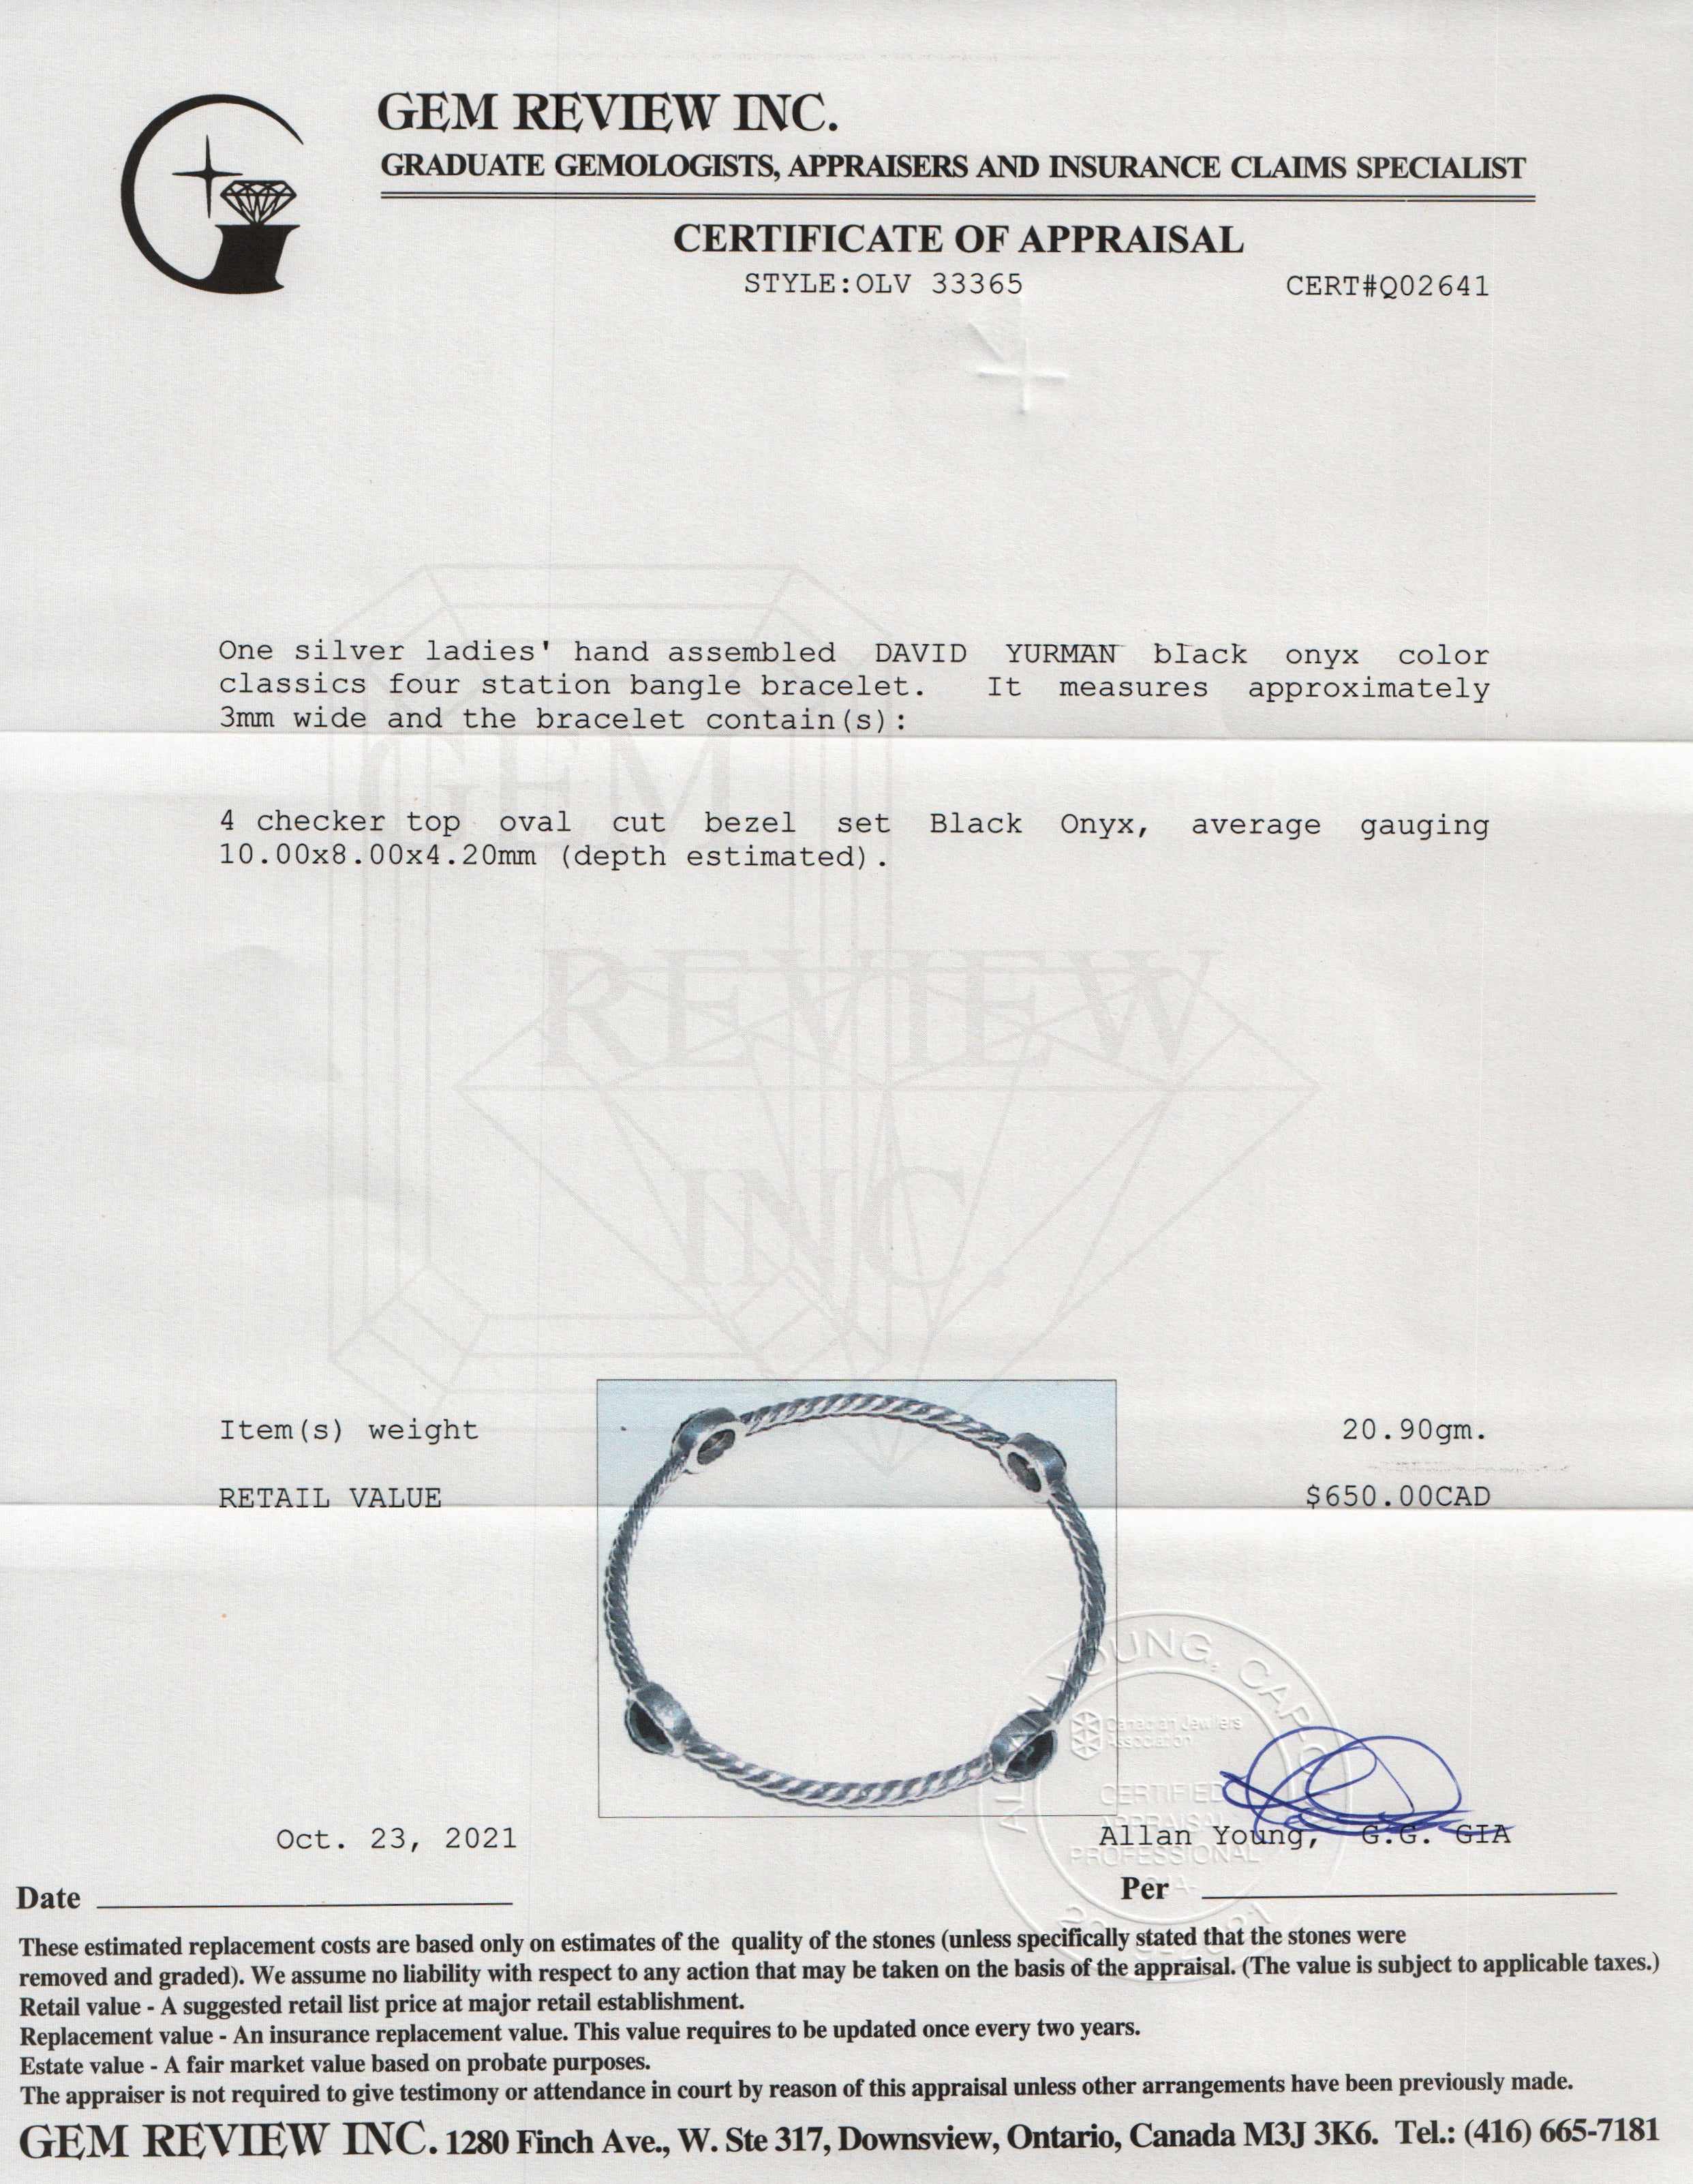 GEM REVIEW INC.
GRADUATE GEMOLOGISTS, APPRAISERS AND INSURANCE CLAIMS SPECIALIST
CERTIFICATE OF APPRAISAL
STYLE:OLV 33365 CERT#Q02641
One silver ladies' hand assembled DAVID YURMAN black onyx color
classics four station bangle bracelet. It measures approximately
3mm wide and the bracelet contain(s):
GEM
4 checker top oval cut bezel set Black Onyx, average gauging
10.00x8.00x4.20mm (depth estimated).
REVIEW
INC.
Item(s) weight 20.90gm.
RETAIL VALUE $650.00CAD
YOUNG,
Canadian Jewellers
Association
CERTIFIED
APPRAISAL
PROFESSIONAL
Oct. 23, 2021 Allan Young, G.G. GIA
Date Per
These estimated replacement costs are based only on estimates of the quality of the stones (unless specifically stated that the stones were
removed and graded). We assume no liability with respect to any action that may be taken on the basis of the appraisal. (The value is subject to applicable taxes.)
Retail value - A suggested retail list price at major retail establishment.
Replacement value - An insurance replacement value. This value requires to be updated once every two years.
Estate value - A fair market value based on probate purposes.
The appraiser is not required to give testimony or attendance in court by reason of this appraisal unless other arrangements have been previously made.
GEM REVIEW INC. 1280 Finch Ave., W. Ste 317, Downsview, Ontario, Canada M3J 3K6. Tel.: (416) 665-7181